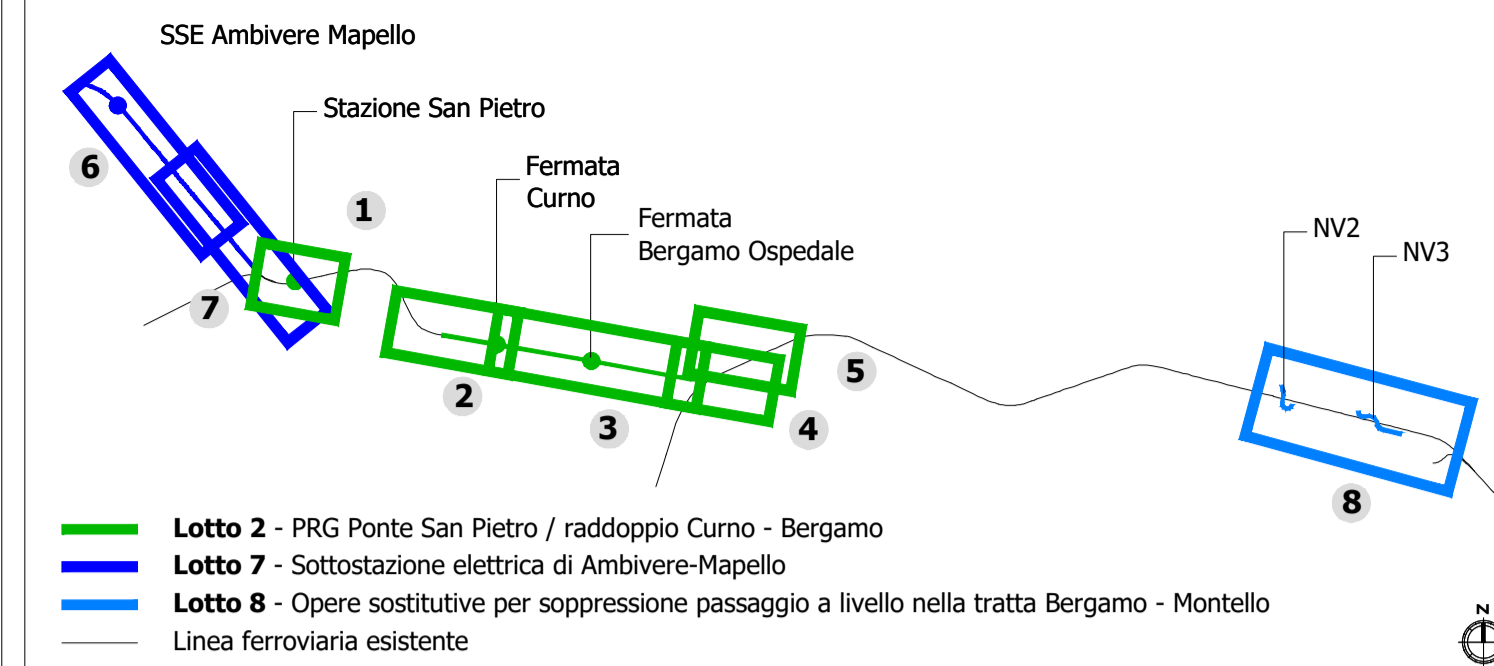 SSE Ambivere Mapello
Stazione San Pietro
6
Fermata
Curno
1
Fermata
Bergamo Ospedale
NV2
NV3
7
5
2
3
4
8
Lotto 2 - PRG Ponte San Pietro / raddoppio Curno - Bergamo
Lotto 7 - Sottostazione elettrica di Ambivere-Mapello
Lotto 8 - Opere sostitutive per soppressione passaggio a livello nella tratta Bergamo - Montello
Linea ferroviaria esistente
N